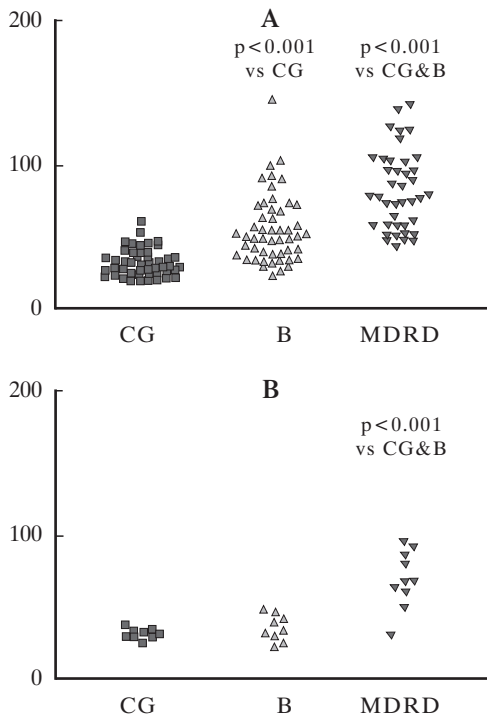 A
200
p<0.001 p<0.001
vs CG vs CG&B
100
0
CG B MDRD
B
200
p<0.001
vs CG&B
100
0
CG B MDRD